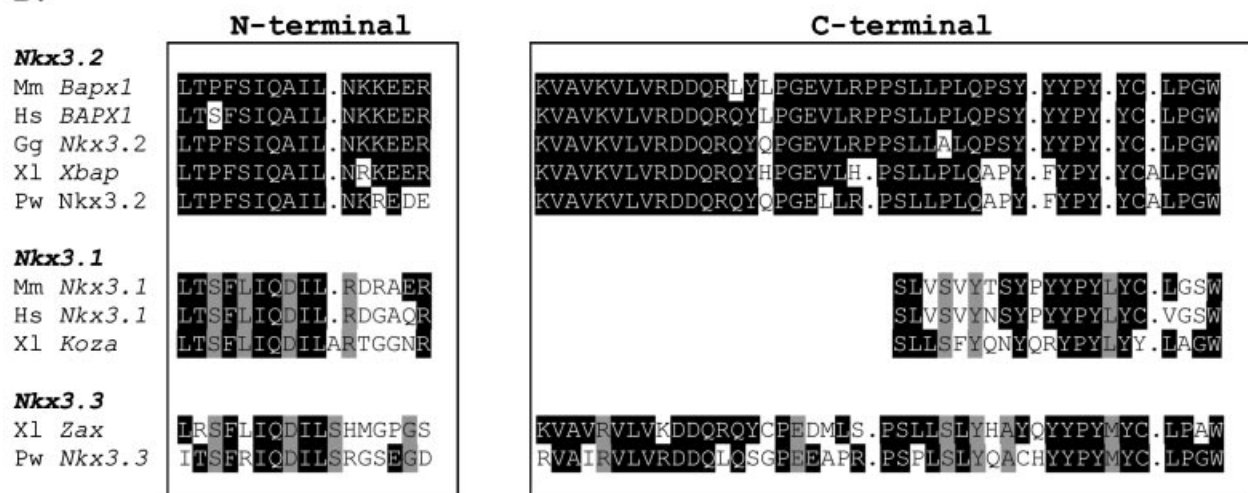 N-terminal C-terminal
Nkx3.2
Mm Bapx1 LTPFSIQAIL.NKKEER KVAVKVLVRDDQRLYLPGEVLRPPSLLPLQPSY.YYPY.YC.LPGW
Hs BAPX1 LTSFSIQAIL.NKKEER KVAVKVLVRDDQRQYLPGEVLRPPSLLPLQPSY.YYPY.YC.LPGW
Gg Nkx3.2 LTPFSIQAIL.NKKEER KVAVKVLVRDDQRQYQPGEVLRPPSLLALQPSY.YYPY.YC.LPGW
Xl Xbap LTPFSIQAIL.NRKEER KVAVKVLVRDDQRQYHPGEVLH.PSLLPLQAPY.FYPY.YCALPGW
Pw Nkx3.2 LTPFSIQAIL.NKREDE KVAVKVLVRDDQRQYQPGELLR.PSLLPLQAPY.FYPY.YCALPGW
Nkx3.1
Mm Nkx3.1 LTSFLIQDIL.RDRAER SLVSVYTSYPYYPYLYC.LGSW
Hs Nkx3.1 LTSFLIQDIL.RDGAQR SLVSVYNSYPYYPYLYC.VGSW
Xl Koza LTSFLIQDILARTGGNR SLLSFYQNYQRYPYLYY.LAGW
Nkx3.3
Xl Zax LRSFLIQDILSHMGPGS KVAVRVLVKDDQRQYCPEDMLS.PSLLSLYHAYQYYPYMYC.LPAW
Pw Nkx3.3 ITSFRIQDILSRGSEGD RVAIRVLVRDDQLQSGPEEAPR.PSPLSLYQACHYYPYMYC.LPGW